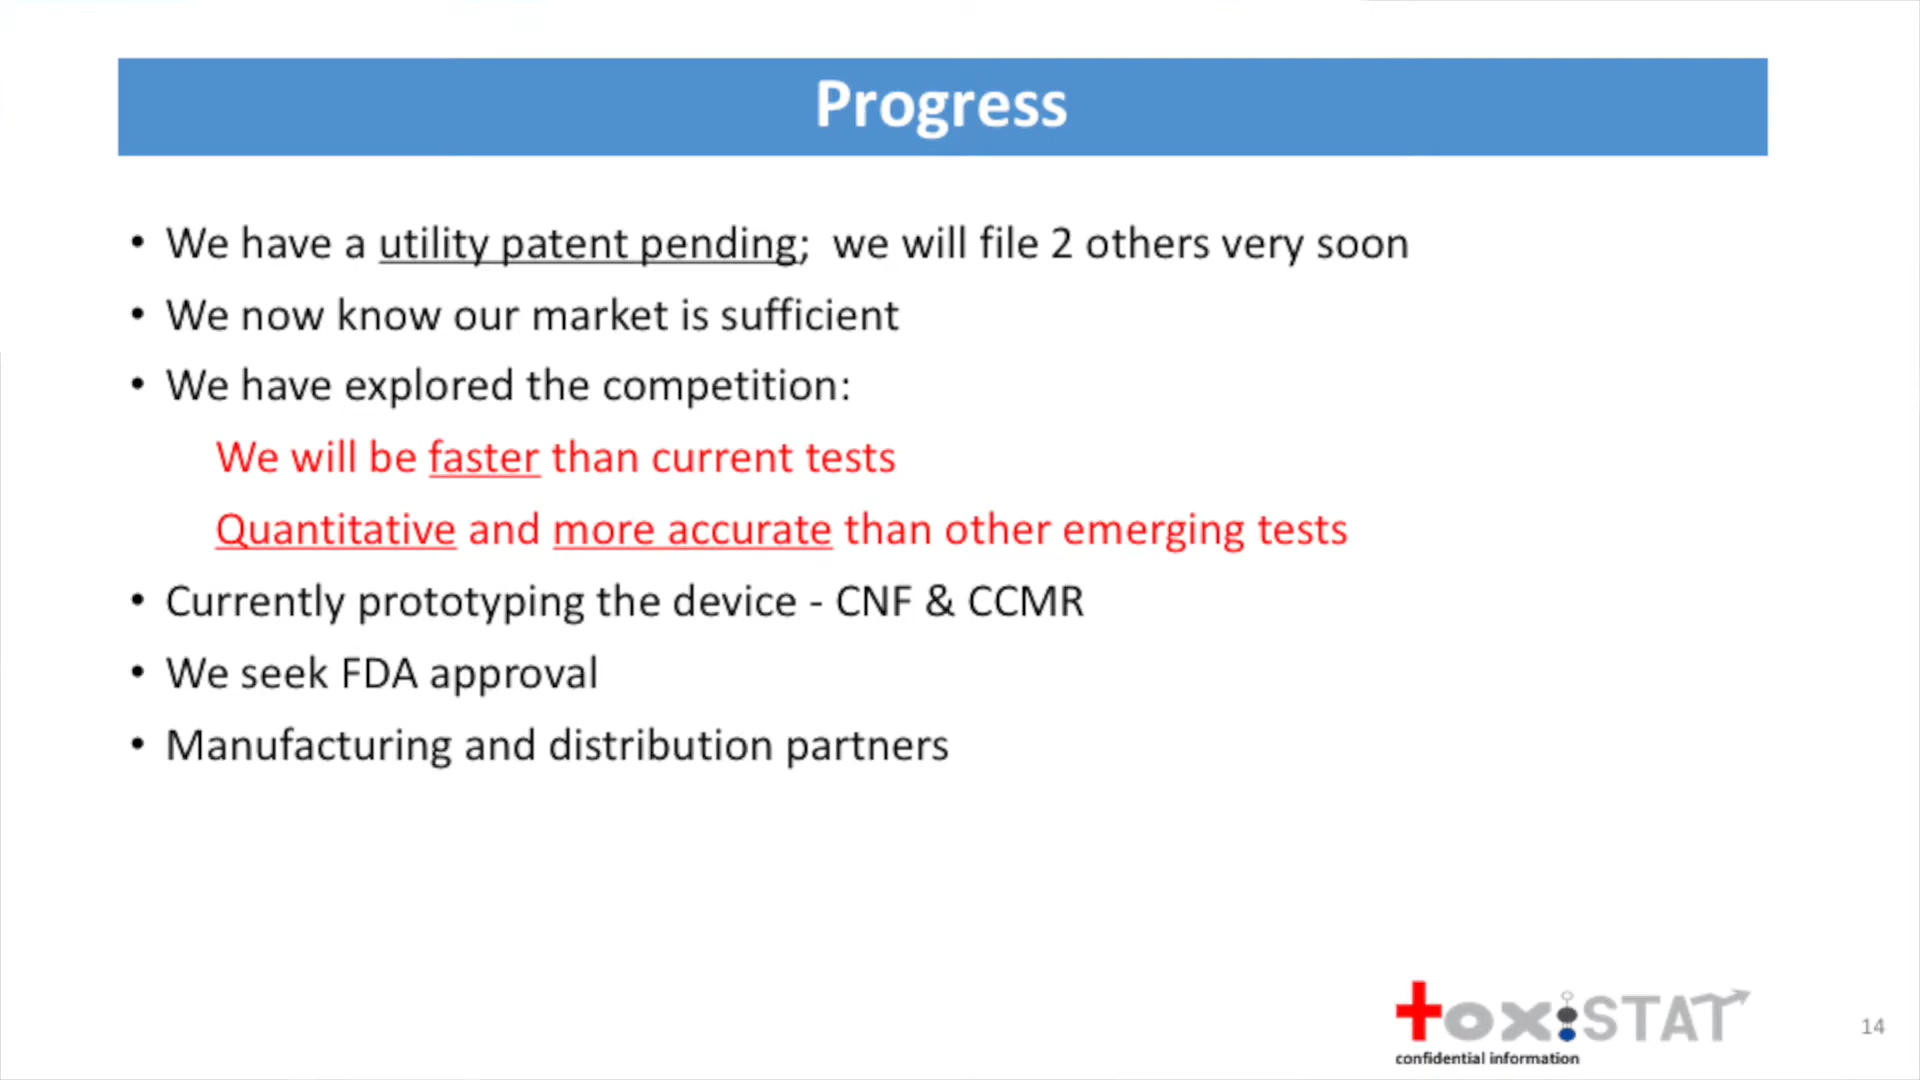 Progress
• We have a utility patent pending;  we will file 2 others very soon
• We now know our market is sufficient
• We have explored the competition:
We will be faster than current tests
Quantitative and more accurate than other emerging tests
• Currently prototyping the device - CNF & CCMR
• We seek FDA approval
• Manufacturing and distribution partners
toxiSTAT
confidential information
14